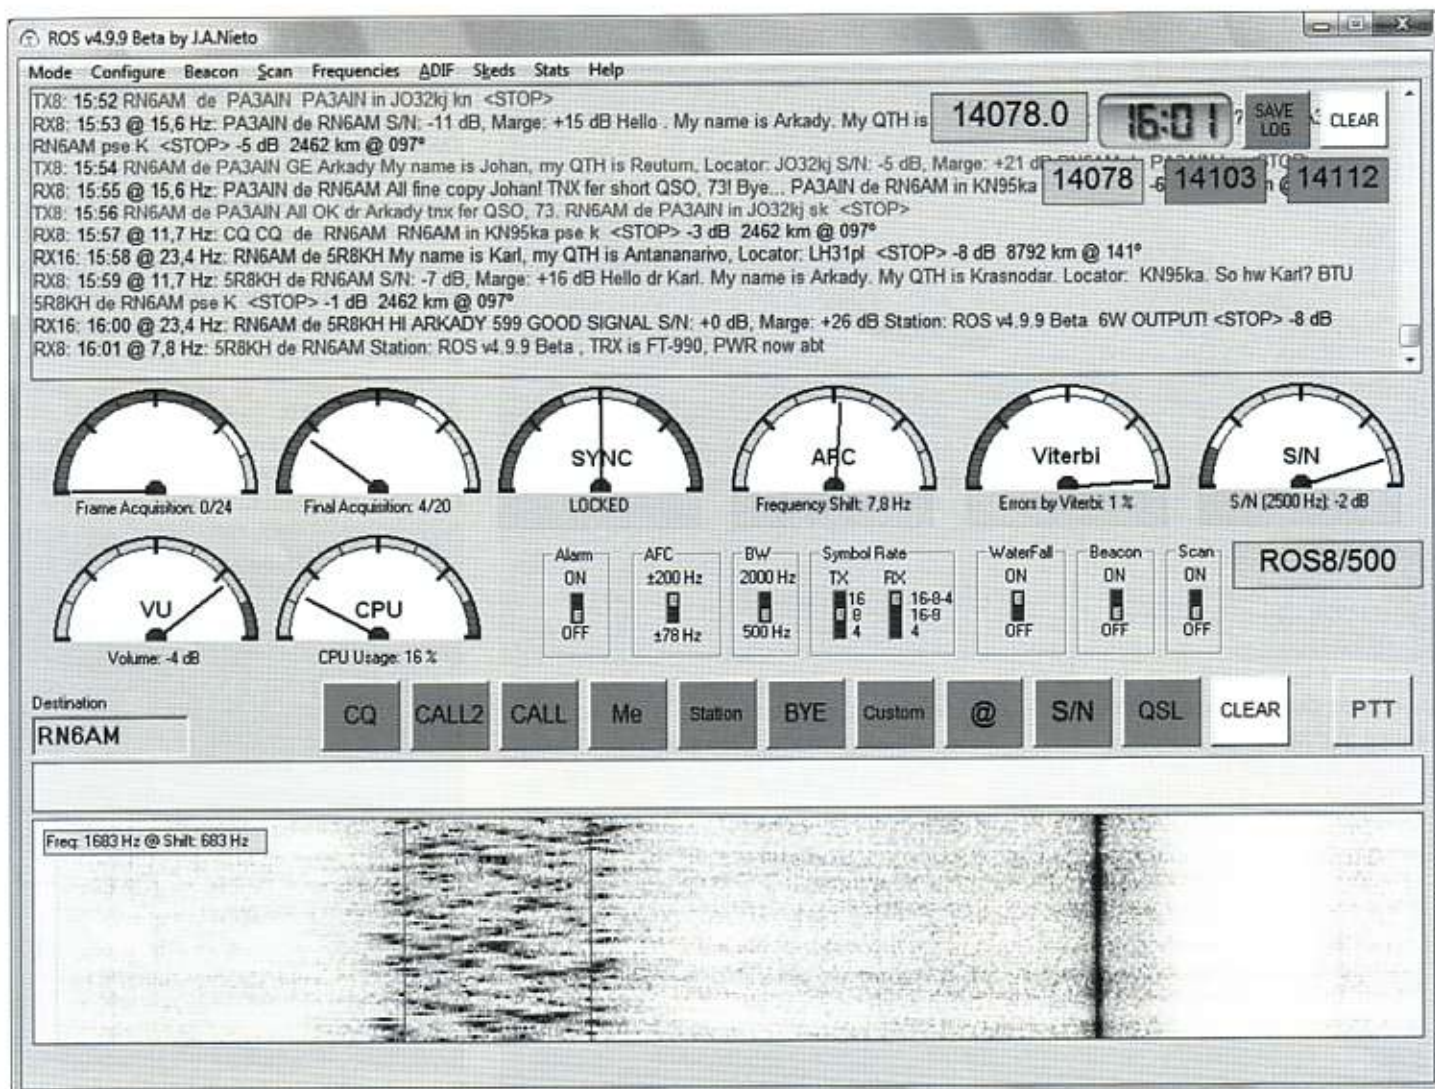 ROS v4.9.9 Beta by J.A.Nieto
Mode Configure Beacon Scan Frequencies ADIF Skeds Stats Help
TX8: 15:52 RN6AM de PA3AIN PA3AIN in JO32kj kn <STOP>
RX8: 15:53 @ 15,6 Hz: PA3AIN de RN6AM S/N: -11 dB, Marge: +15 dB Hello . My name is Arkady. My QTH is
14078.0 16:01 SAVE LOG CLEAR
RN6AM pse K <STOP> -5 dB 2462 km @ 097º
TX8: 15:54 RN6AM de PA3AIN GE Arkady My name is Johan, my QTH is Reutum, Locator: JO32kj S/N: -5 dB, Marge: +21 dB
RX8: 15:55 @ 15,6 Hz: PA3AIN de RN6AM All fine copy Johan! TNX fer short QSO, 73! Bye... PA3AIN de RN6AM in KN95ka
14078 14103 14112
TX8: 15:56 RN6AM de PA3AIN All OK dr Arkady tnx fer QSO, 73. RN6AM de PA3AIN in JO32kj sk <STOP>
RX8: 15:57 @ 11,7 Hz: CQ CQ de RN6AM RN6AM in KN95ka pse k <STOP> -3 dB 2462 km @ 097º
RX16: 15:58 @ 23,4 Hz: RN6AM de 5R8KH My name is Karl, my QTH is Antananarivo, Locator: LH31pl <STOP> -8 dB 8792 km @ 141º
RX8: 15:59 @ 11,7 Hz: 5R8KH de RN6AM S/N: -7 dB, Marge: +16 dB Hello dr Karl. My name is Arkady. My QTH is Krasnodar. Locator: KN95ka. So hw Karl? BTU
5R8KH de RN6AM pse K <STOP> -1 dB 2462 km @ 097º
RX16: 16:00 @ 23,4 Hz: RN6AM de 5R8KH HI ARKADY 599 GOOD SIGNAL S/N: +0 dB, Marge: +26 dB Station: ROS v4.9.9 Beta 6W OUTPUT! <STOP> -8 dB
RX8: 16:01 @ 7,8 Hz: 5R8KH de RN6AM Station: ROS v4.9.9 Beta , TRX is FT-990, PWR now abt
SYNC AFC Viterbi S/N
Frame Acquisition: 0/24 Final Acquisition: 4/20 LOCKED Frequency Shift: 7,8 Hz Errors by Viterbi: 1 % S/N (2500 Hz): -2 dB
VU CPU
Volume: -4 dB CPU Usage: 16 %
Alarm AFC BW Symbol Rate WaterFall Beacon Scan
ON ±200 Hz 2000 Hz TX RX ON ON ON
16 16-8-4
8 16-8
4 4
OFF ±78 Hz 500 Hz OFF OFF OFF
ROS8/500
Destination
RN6AM
CQ CALL2 CALL Me Station BYE Custom @ S/N QSL CLEAR PTT
Freq: 1683 Hz @ Shift: 683 Hz